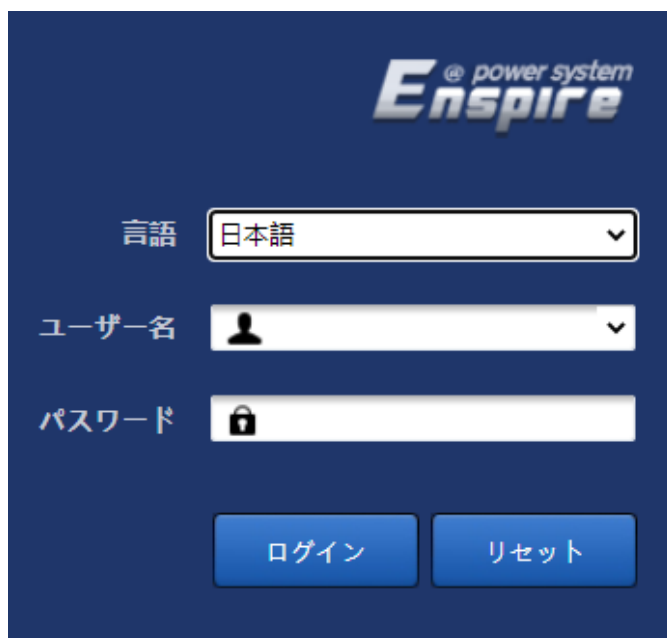 @ power system
Enspire
言語 日本語
ユーザー名
パスワード
ログイン リセット